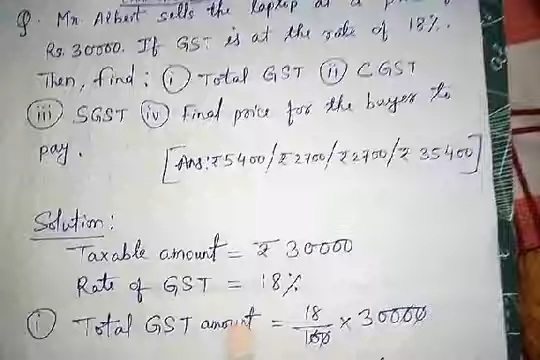 Q. Mr. Albert sells the laptop at a
Rs. 30000. If GST is at the rate of 18%.
Then, find : (i) Total GST (ii) CGST
(iii) SGST (iv) Final price for the buyer to
pay.
[Ans: ₹5400/₹2700/₹2700/₹ 35400]
Solution :
Taxable amount = ₹ 30000
Rate of GST = 18%
(i) Total GST amount = 18/100 × 30000